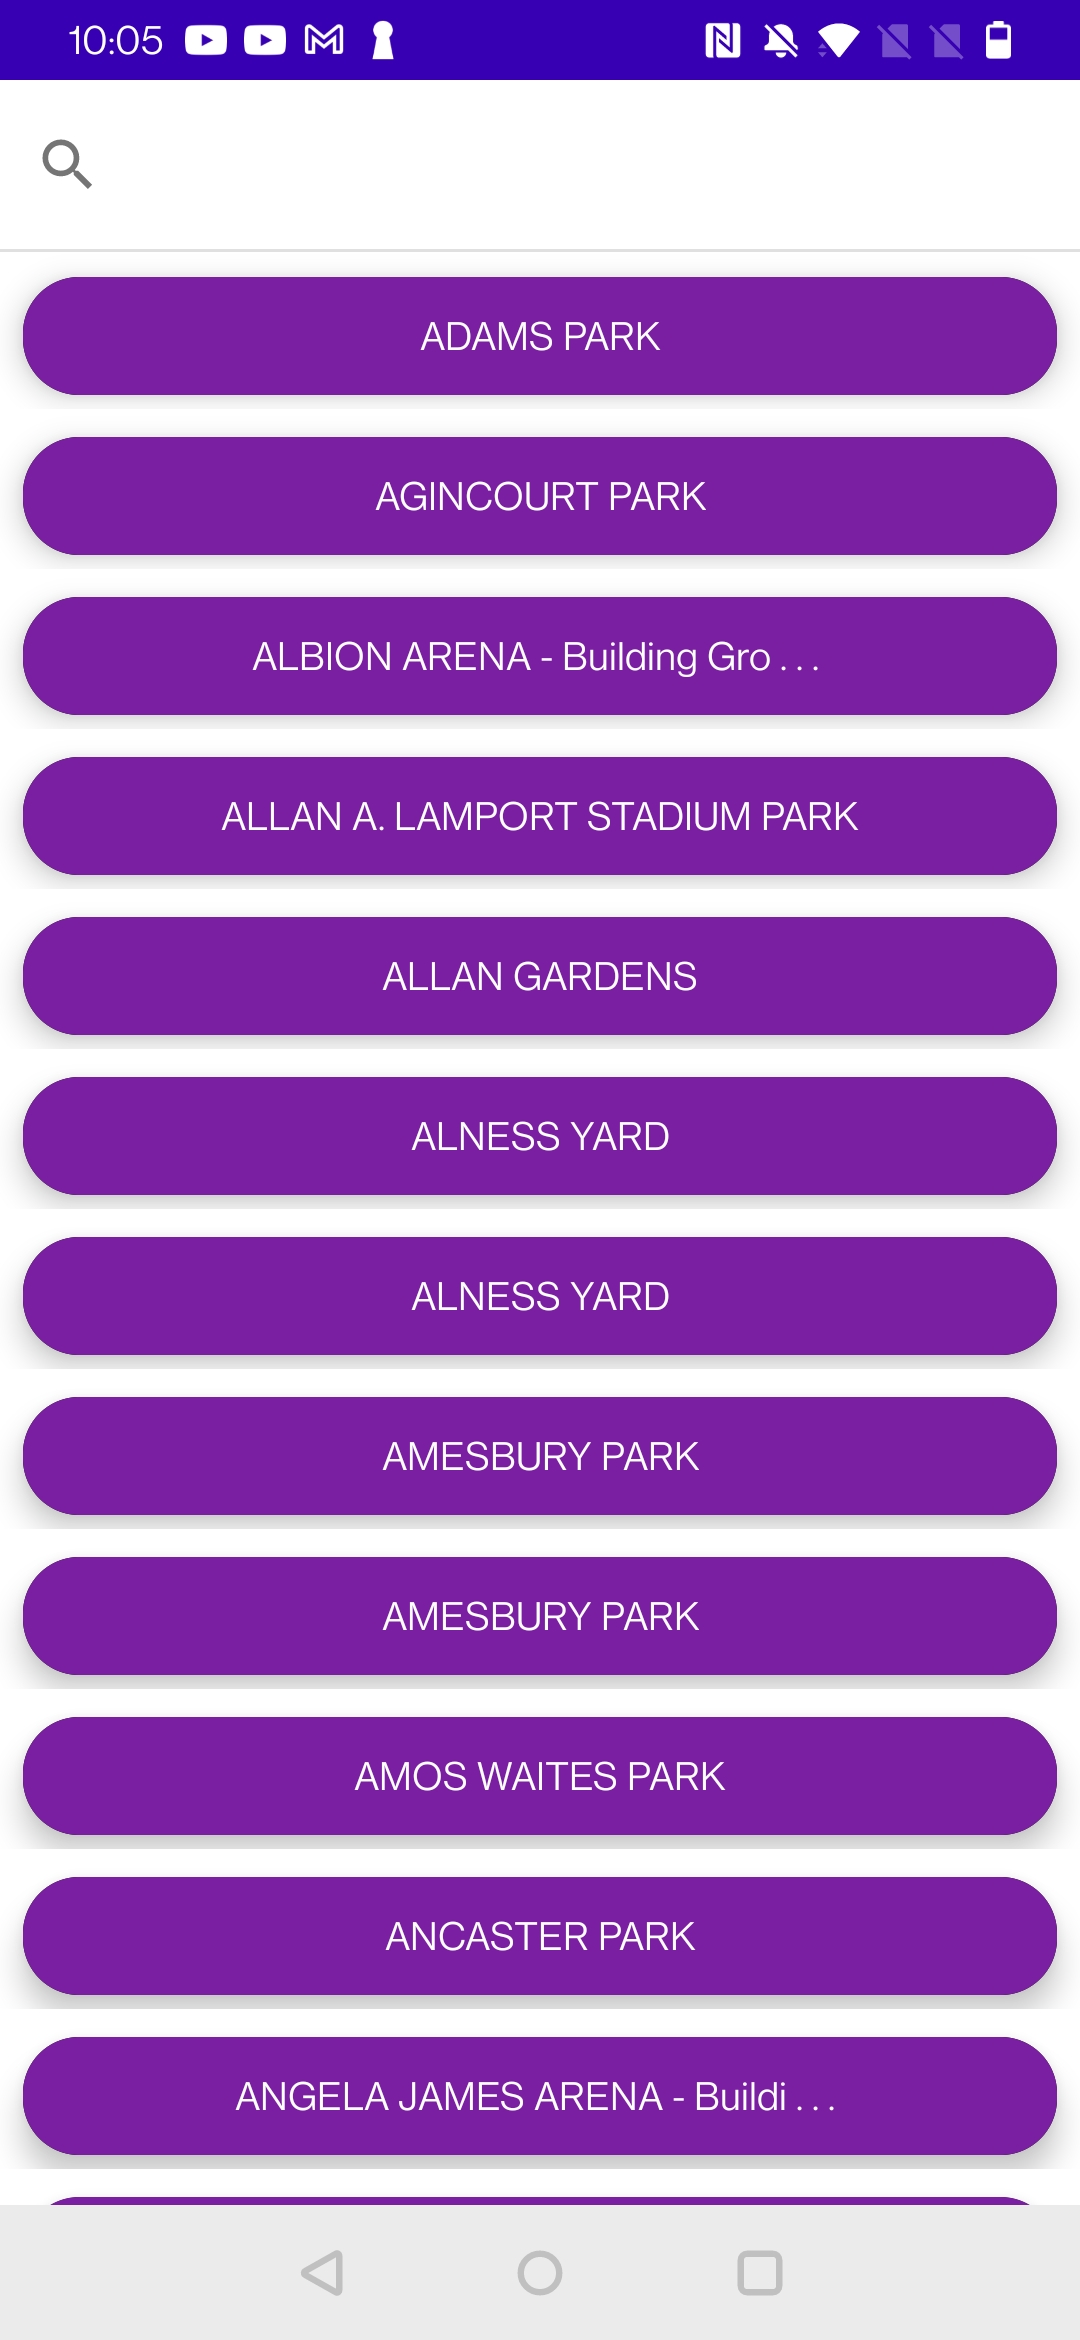 10:05
ADAMS PARK
AGINCOURT PARK
ALBION ARENA - Building Gro . . .
ALLAN A. LAMPORT STADIUM PARK
ALLAN GARDENS
ALNESS YARD
ALNESS YARD
AMESBURY PARK
AMESBURY PARK
AMOS WAITES PARK
ANCASTER PARK
ANGELA JAMES ARENA - Buildi . . .